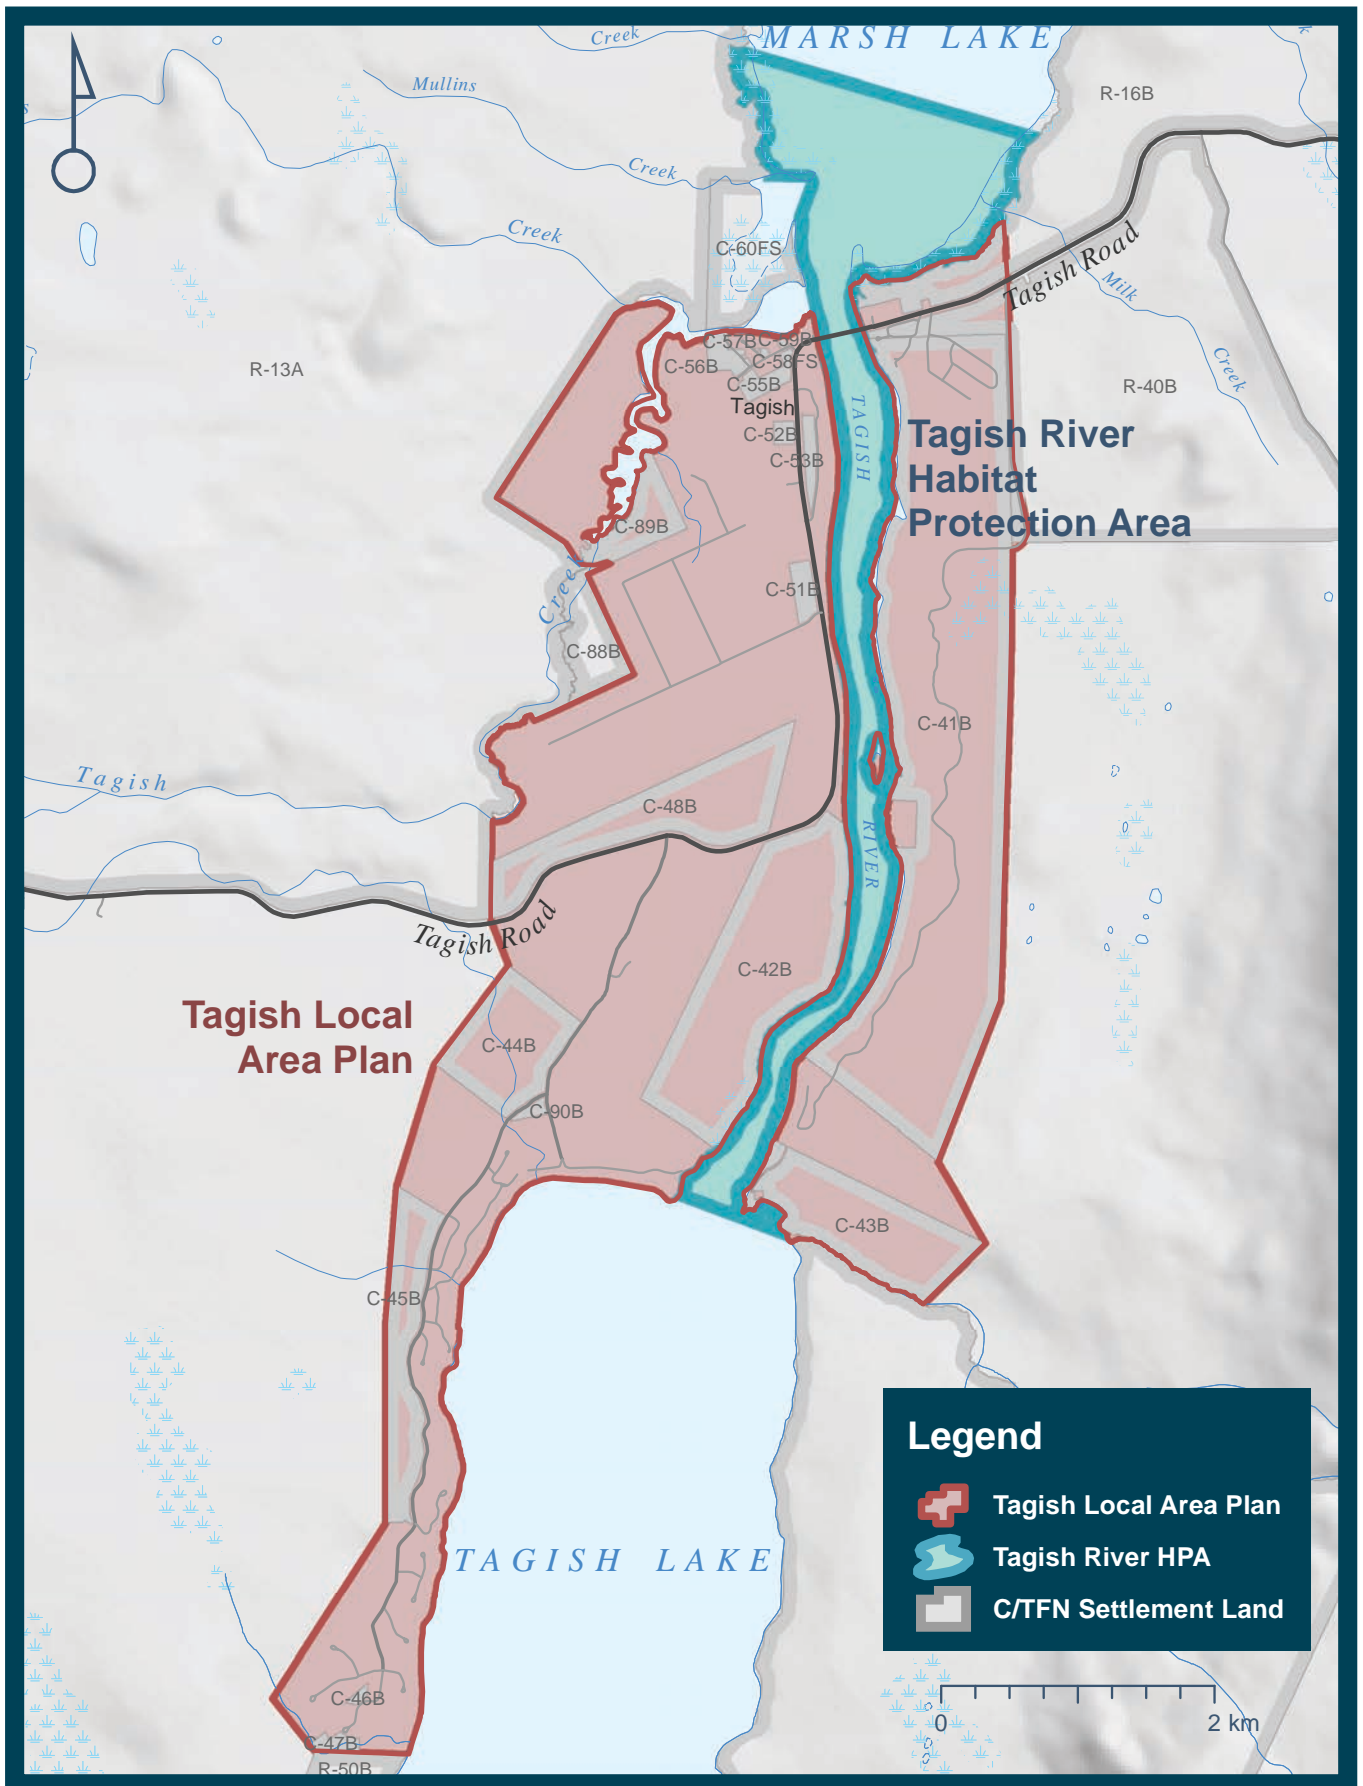 MARSH LAKE
Creek
Mullins
Creek
Creek
R-16B
C-60FS
Tagish Road
Milk
Creek
R-13A
C-57B
C-59B
C-56B
C-58FS
C-55B
Tagish
C-52B
C-53B
R-40B
TAGISH
RIVER
Tagish River
Habitat
Protection Area
C-89B
Creek
C-51B
C-88B
C-41B
Tagish
C-48B
Tagish Road
C-42B
Tagish Local
Area Plan
C-44B
C-90B
C-43B
C-45B
TAGISH LAKE
C-46B
C-47B
R-50B
Legend
Tagish Local Area Plan
Tagish River HPA
C/TFN Settlement Land
0
2 km